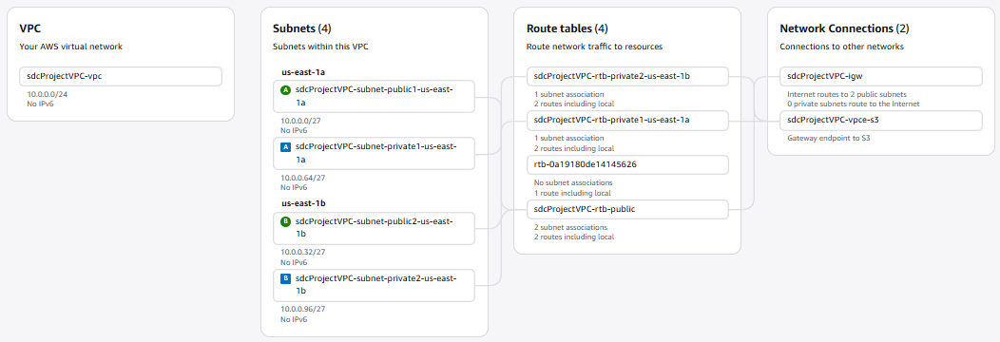 VPC
Your AWS virtual network
sdcProjectVPC-vpc
10.0.0.0/24
No IPv6
Subnets (4)
Subnets within this VPC
us-east-1a
A
sdcProjectVPC-subnet-public1-us-east-
1a
10.0.0.0/27
No IPv6
A
sdcProjectVPC-subnet-private1-us-east-
1a
10.0.0.64/27
No IPv6
us-east-1b
B
sdcProjectVPC-subnet-public2-us-east-
1b
10.0.0.32/27
No IPv6
B
sdcProjectVPC-subnet-private2-us-east-
1b
10.0.0.96/27
No IPv6
Route tables (4)
Route network traffic to resources
sdcProjectVPC-rtb-private2-us-east-1b
1 subnet association
2 routes including local
sdcProjectVPC-rtb-private1-us-east-1a
1 subnet association
2 routes including local
rtb-0a19180de14145626
No subnet associations
1 route including local
sdcProjectVPC-rtb-public
2 subnet associations
2 routes including local
Network Connections (2)
Connections to other networks
sdcProjectVPC-igw
Internet routes to 2 public subnets
0 private subnets route to the Internet
sdcProjectVPC-vpce-s3
Gateway endpoint to S3